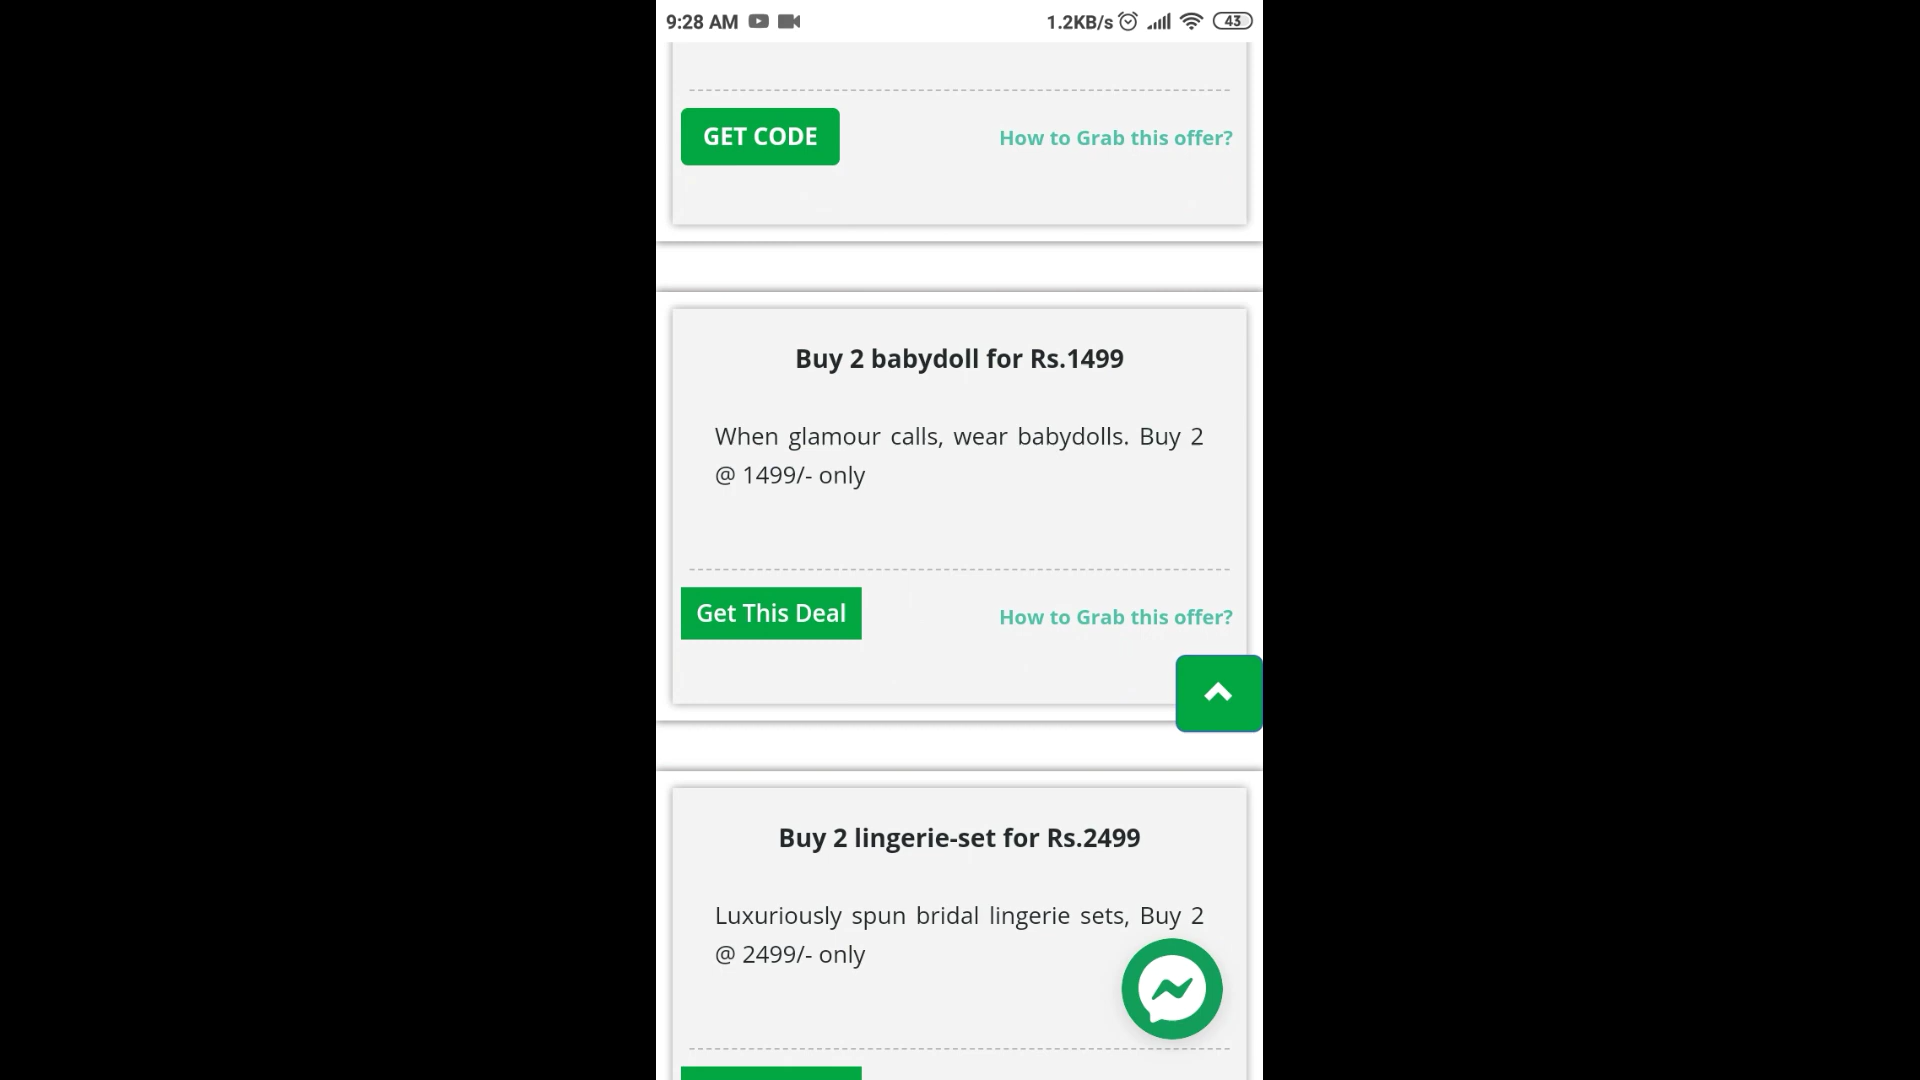 9:28 AM 1.2KB/s 43
GET CODE How to Grab this offer?
Buy 2 babydoll for Rs.1499
When glamour calls, wear babydolls. Buy 2
@ 1499/- only
Get This Deal How to Grab this offer?
Buy 2 lingerie-set for Rs.2499
Luxuriously spun bridal lingerie sets, Buy 2
@ 2499/- only